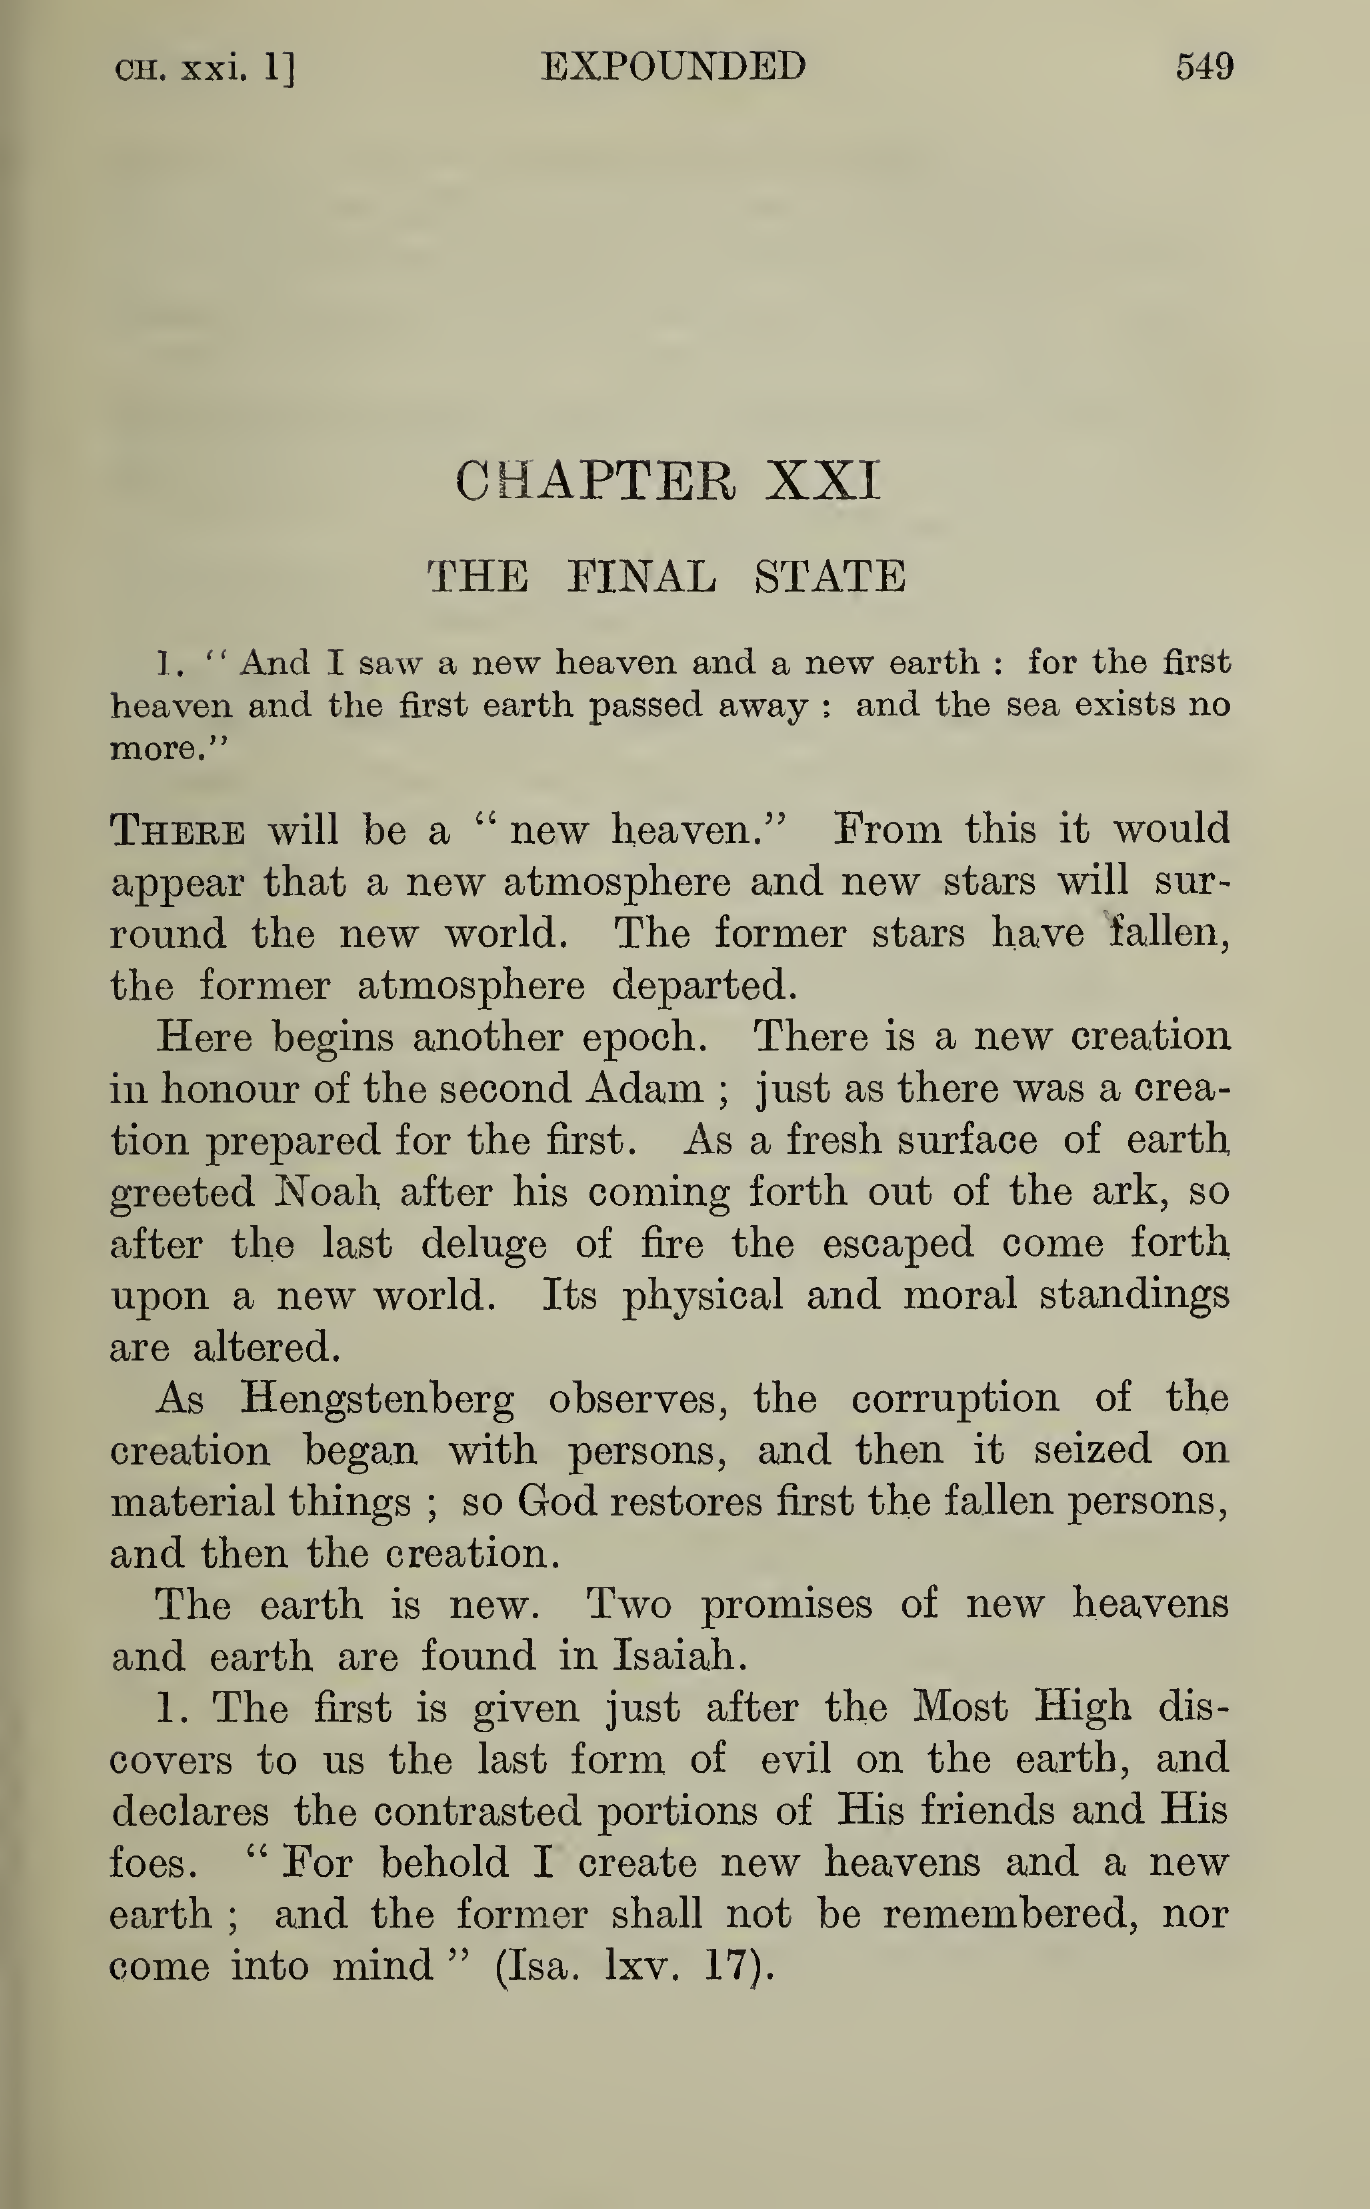 CH. xxi. 1] EXPOUNDED 549
CHAPTER XXI
THE FINAL STATE
1. “ And I saw a new heaven and a new earth : for the first
heaven and the first earth passed away : and the sea exists no
more.”
THERE will be a “ new heaven.” From this it would
appear that a new atmosphere and new stars will sur-
round the new world. The former stars have fallen,
the former atmosphere departed.
Here begins another epoch. There is a new creation
in honour of the second Adam ; just as there was a crea-
tion prepared for the first. As a fresh surface of earth
greeted Noah after his coming forth out of the ark, so
after the last deluge of fire the escaped come forth
upon a new world. Its physical and moral standings
are altered.
As Hengstenberg observes, the corruption of the
creation began with persons, and then it seized on
material things ; so God restores first the fallen persons,
and then the creation.
The earth is new. Two promises of new heavens
and earth are found in Isaiah.
1. The first is given just after the Most High dis-
covers to us the last form of evil on the earth, and
declares the contrasted portions of His friends and His
foes. “ For behold I create new heavens and a new
earth ; and the former shall not be remembered, nor
come into mind ” (Isa. lxv. 17).